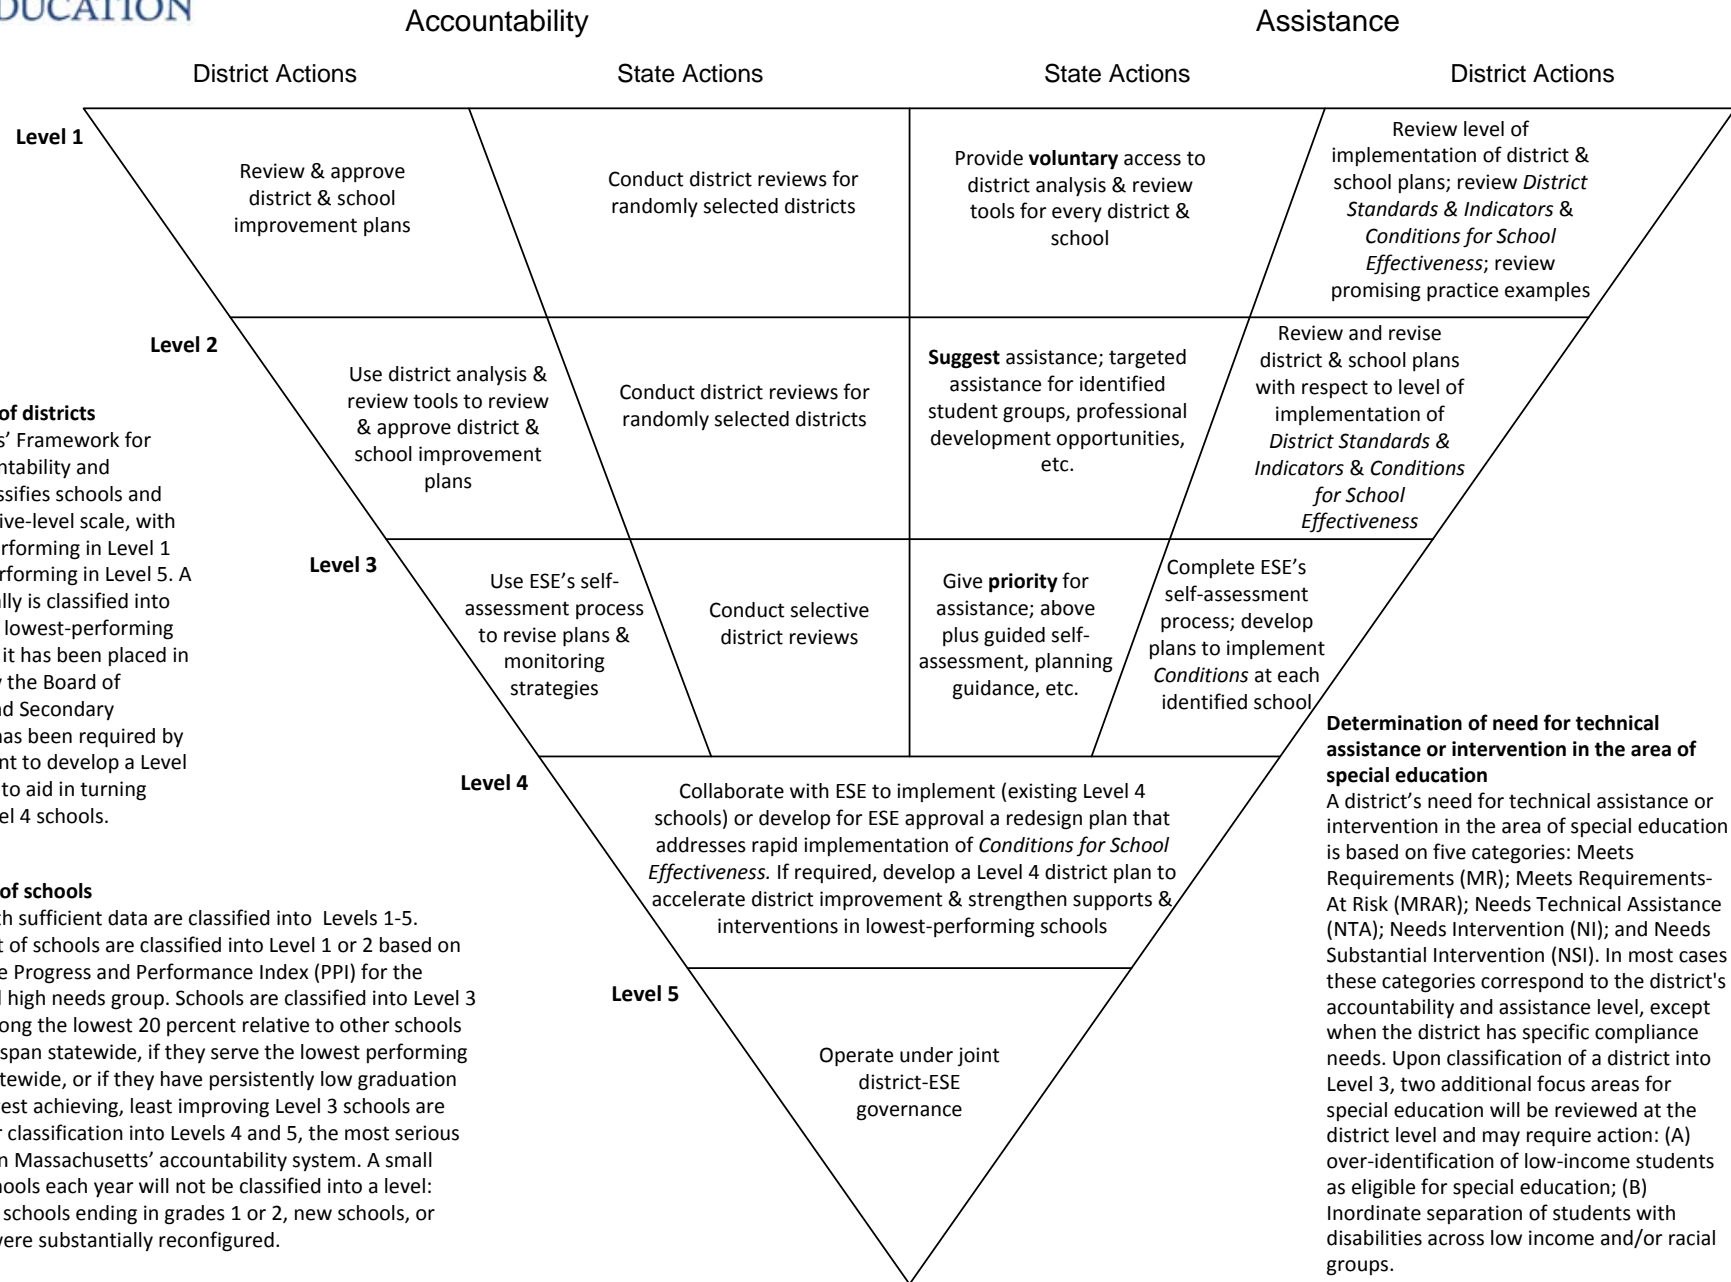 EDUCATION
Accountability
Assistance
District Actions
State Actions
State Actions
District Actions
Level 1
Review & approve
district & school
improvement plans
Conduct district reviews for
randomly selected districts
Provide voluntary access to
district analysis & review
tools for every district &
school
Review level of
implementation of district &
school plans; review District
Standards & Indicators &
Conditions for School
Effectiveness; review
promising practice examples
Level 2
Use district analysis &
review tools to review
& approve district &
school improvement
plans
Conduct district reviews for
randomly selected districts
Suggest assistance; targeted
assistance for identified
student groups, professional
development opportunities,
etc.
Review and revise
district & school plans
with respect to level of
implementation of
District Standards &
Indicators & Conditions
for School
Effectiveness
Level 3
Use ESE’s self-
assessment process
to revise plans &
monitoring
strategies
Conduct selective
district reviews
Give priority for
assistance; above
plus guided self-
assessment, planning
guidance, etc.
Complete ESE’s
self-assessment
process; develop
plans to implement
Conditions at each
identified school
Level 4
Collaborate with ESE to implement (existing Level 4
schools) or develop for ESE approval a redesign plan that
addresses rapid implementation of Conditions for School
Effectiveness. If required, develop a Level 4 district plan to
accelerate district improvement & strengthen supports &
interventions in lowest-performing schools
Level 5
Operate under joint
district-ESE
governance
of districts
Framework for
and
schools and
scale, with
in Level 1
in Level 5. A
is classified into
lowest-performing
it has been placed in
the Board of
Secondary
has been required by
to develop a Level
to aid in turning
4 schools.
of schools
sufficient data are classified into Levels 1-5.
of schools are classified into Level 1 or 2 based on
Progress and Performance Index (PPI) for the
high needs group. Schools are classified into Level 3
the lowest 20 percent relative to other schools
span statewide, if they serve the lowest performing
or if they have persistently low graduation
achieving, least improving Level 3 schools are
classification into Levels 4 and 5, the most serious
Massachusetts’ accountability system. A small
each year will not be classified into a level:
schools ending in grades 1 or 2, new schools, or
were substantially reconfigured.
Determination of need for technical
assistance or intervention in the area of
special education
A district’s need for technical assistance or
intervention in the area of special education
is based on five categories: Meets
Requirements (MR); Meets Requirements-
At Risk (MRAR); Needs Technical Assistance
(NTA); Needs Intervention (NI); and Needs
Substantial Intervention (NSI). In most cases
these categories correspond to the district's
accountability and assistance level, except
when the district has specific compliance
needs. Upon classification of a district into
Level 3, two additional focus areas for
special education will be reviewed at the
district level and may require action: (A)
over-identification of low-income students
as eligible for special education; (B)
Inordinate separation of students with
disabilities across low income and/or racial
groups.